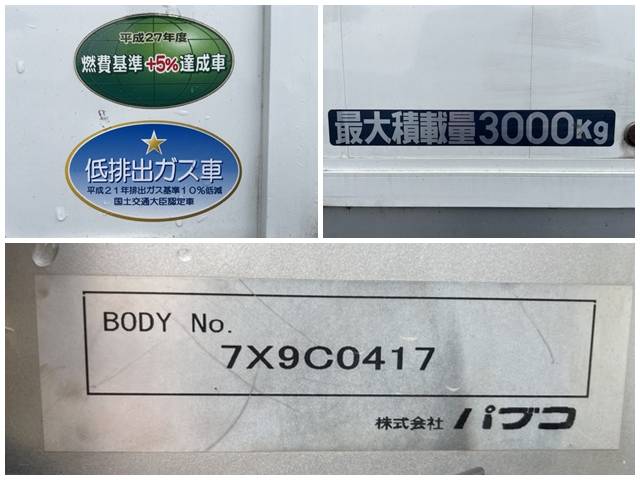 平成27年度
燃費基準+5%達成車
低排出ガス車
平成21年排出ガス基準10%低減
国土交通大臣認定車
最大積載量3000Kg
BODY No.
7X9C0417
株式会社 パブコ